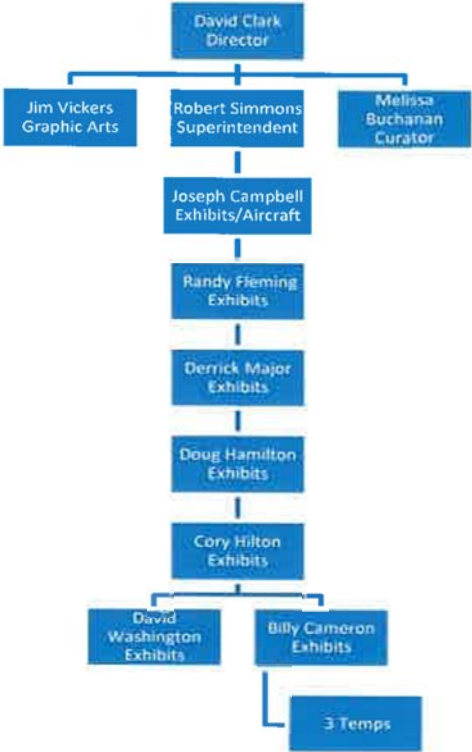 David Clark
Director
Jim Vickers
Graphic Arts
Robert Simmons
Superintendent
Melissa
Buchanan
Curator
Joseph Campbell
Exhibits/Aircraft
Randy Fleming
Exhibits
Derrick Major
Exhibits
Doug Hamilton
Exhibits
Cory Hilton
Exhibits
David
Washington
Exhibits
Billy Cameron
Exhibits
3 Temps